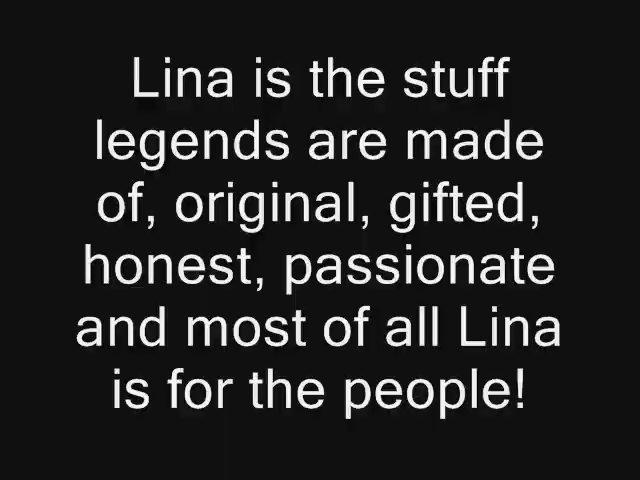 Lina is the stuff
legends are made
of, original, gifted,
honest, passionate
and most of all Lina
is for the people!